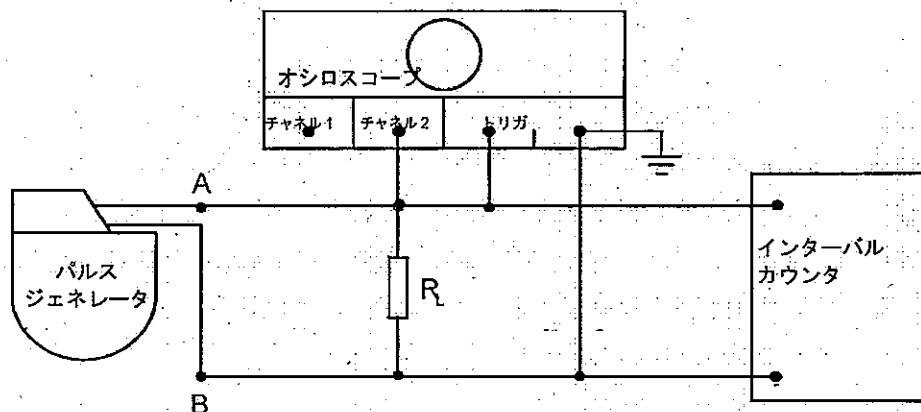 オシロスコープ
チャネル1 チャネル2 トリガ
A
パルス
ジェネレータ
RL
インターバル
カウンタ
B